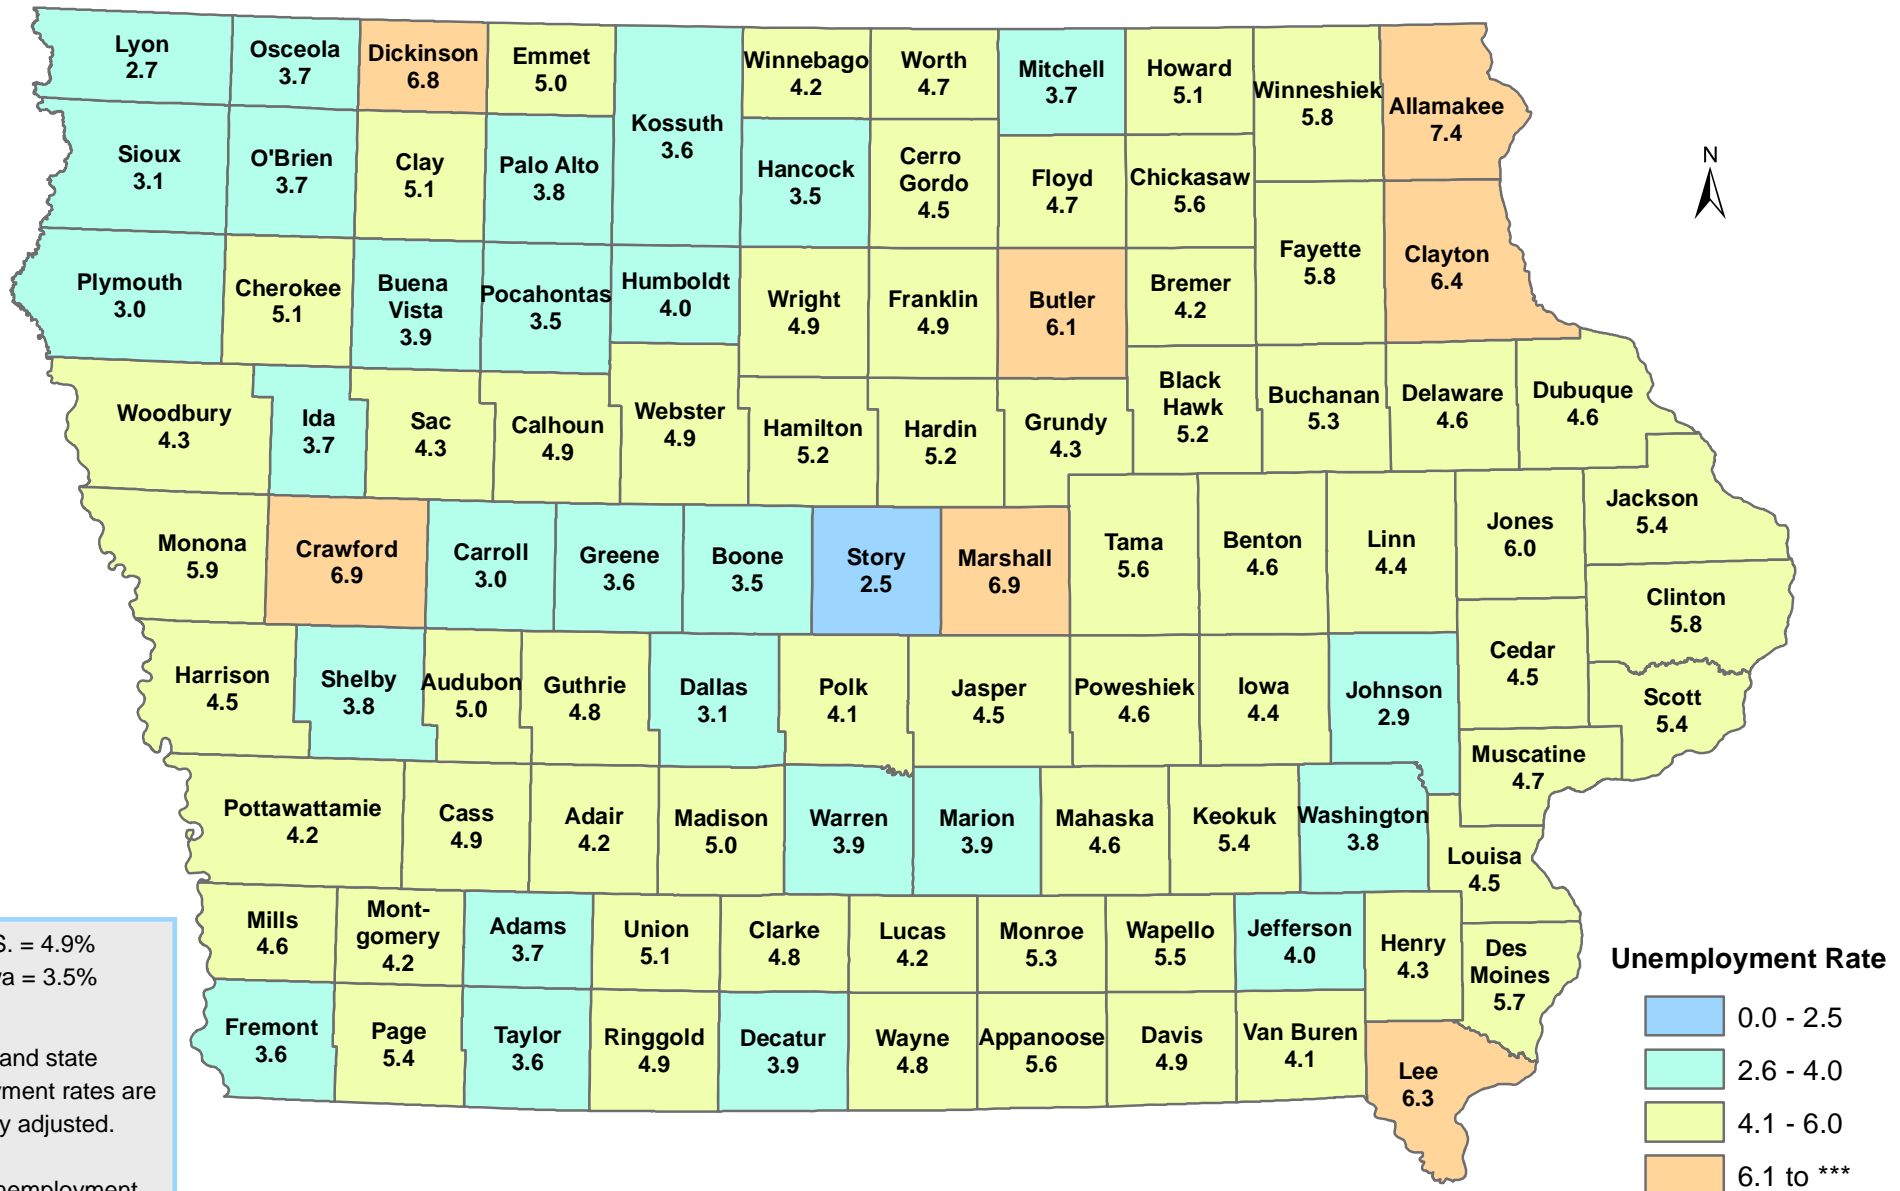 Lyon
2.7
Osceola
3.7
Dickinson
6.8
Emmet
5.0
Kossuth
3.6
Winnebago
4.2
Worth
4.7
Mitchell
3.7
Howard
5.1
Winneshiek
5.8
Allamakee
7.4
N
Sioux
3.1
O'Brien
3.7
Clay
5.1
Palo Alto
3.8
Hancock
3.5
Cerro
Gordo
4.5
Floyd
4.7
Chickasaw
5.6
Plymouth
3.0
Cherokee
5.1
Buena
Vista
3.9
Pocahontas
3.5
Humboldt
4.0
Wright
4.9
Franklin
4.9
Butler
6.1
Bremer
4.2
Fayette
5.8
Clayton
6.4
Woodbury
4.3
Ida
3.7
Sac
4.3
Calhoun
4.9
Webster
4.9
Hamilton
5.2
Hardin
5.2
Grundy
4.3
Black
Hawk
5.2
Buchanan
5.3
Delaware
4.6
Dubuque
4.6
Monona
5.9
Crawford
6.9
Carroll
3.0
Greene
3.6
Boone
3.5
Story
2.5
Marshall
6.9
Tama
5.6
Benton
4.6
Linn
4.4
Jones
6.0
Jackson
5.4
Clinton
5.8
Harrison
4.5
Shelby
3.8
Audubon
5.0
Guthrie
4.8
Dallas
3.1
Polk
4.1
Jasper
4.5
Poweshiek
4.6
Iowa
4.4
Johnson
2.9
Cedar
4.5
Scott
5.4
Muscatine
4.7
Pottawattamie
4.2
Cass
4.9
Adair
4.2
Madison
5.0
Warren
3.9
Marion
3.9
Mahaska
4.6
Keokuk
5.4
Washington
3.8
Louisa
4.5
Mills
4.6
Mont-
gomery
4.2
Adams
3.7
Union
5.1
Clarke
4.8
Lucas
4.2
Monroe
5.3
Wapello
5.5
Jefferson
4.0
Henry
4.3
Des
Moines
5.7
Fremont
3.6
Page
5.4
Taylor
3.6
Ringgold
4.9
Decatur
3.9
Wayne
4.8
Appanoose
5.6
Davis
4.9
Van Buren
4.1
Lee
6.3
S. = 4.9%
va = 3.5%
and state
yment rates are
y adjusted.
nemployment
Unemployment Rate
0.0 - 2.5
2.6 - 4.0
4.1 - 6.0
6.1 to ***